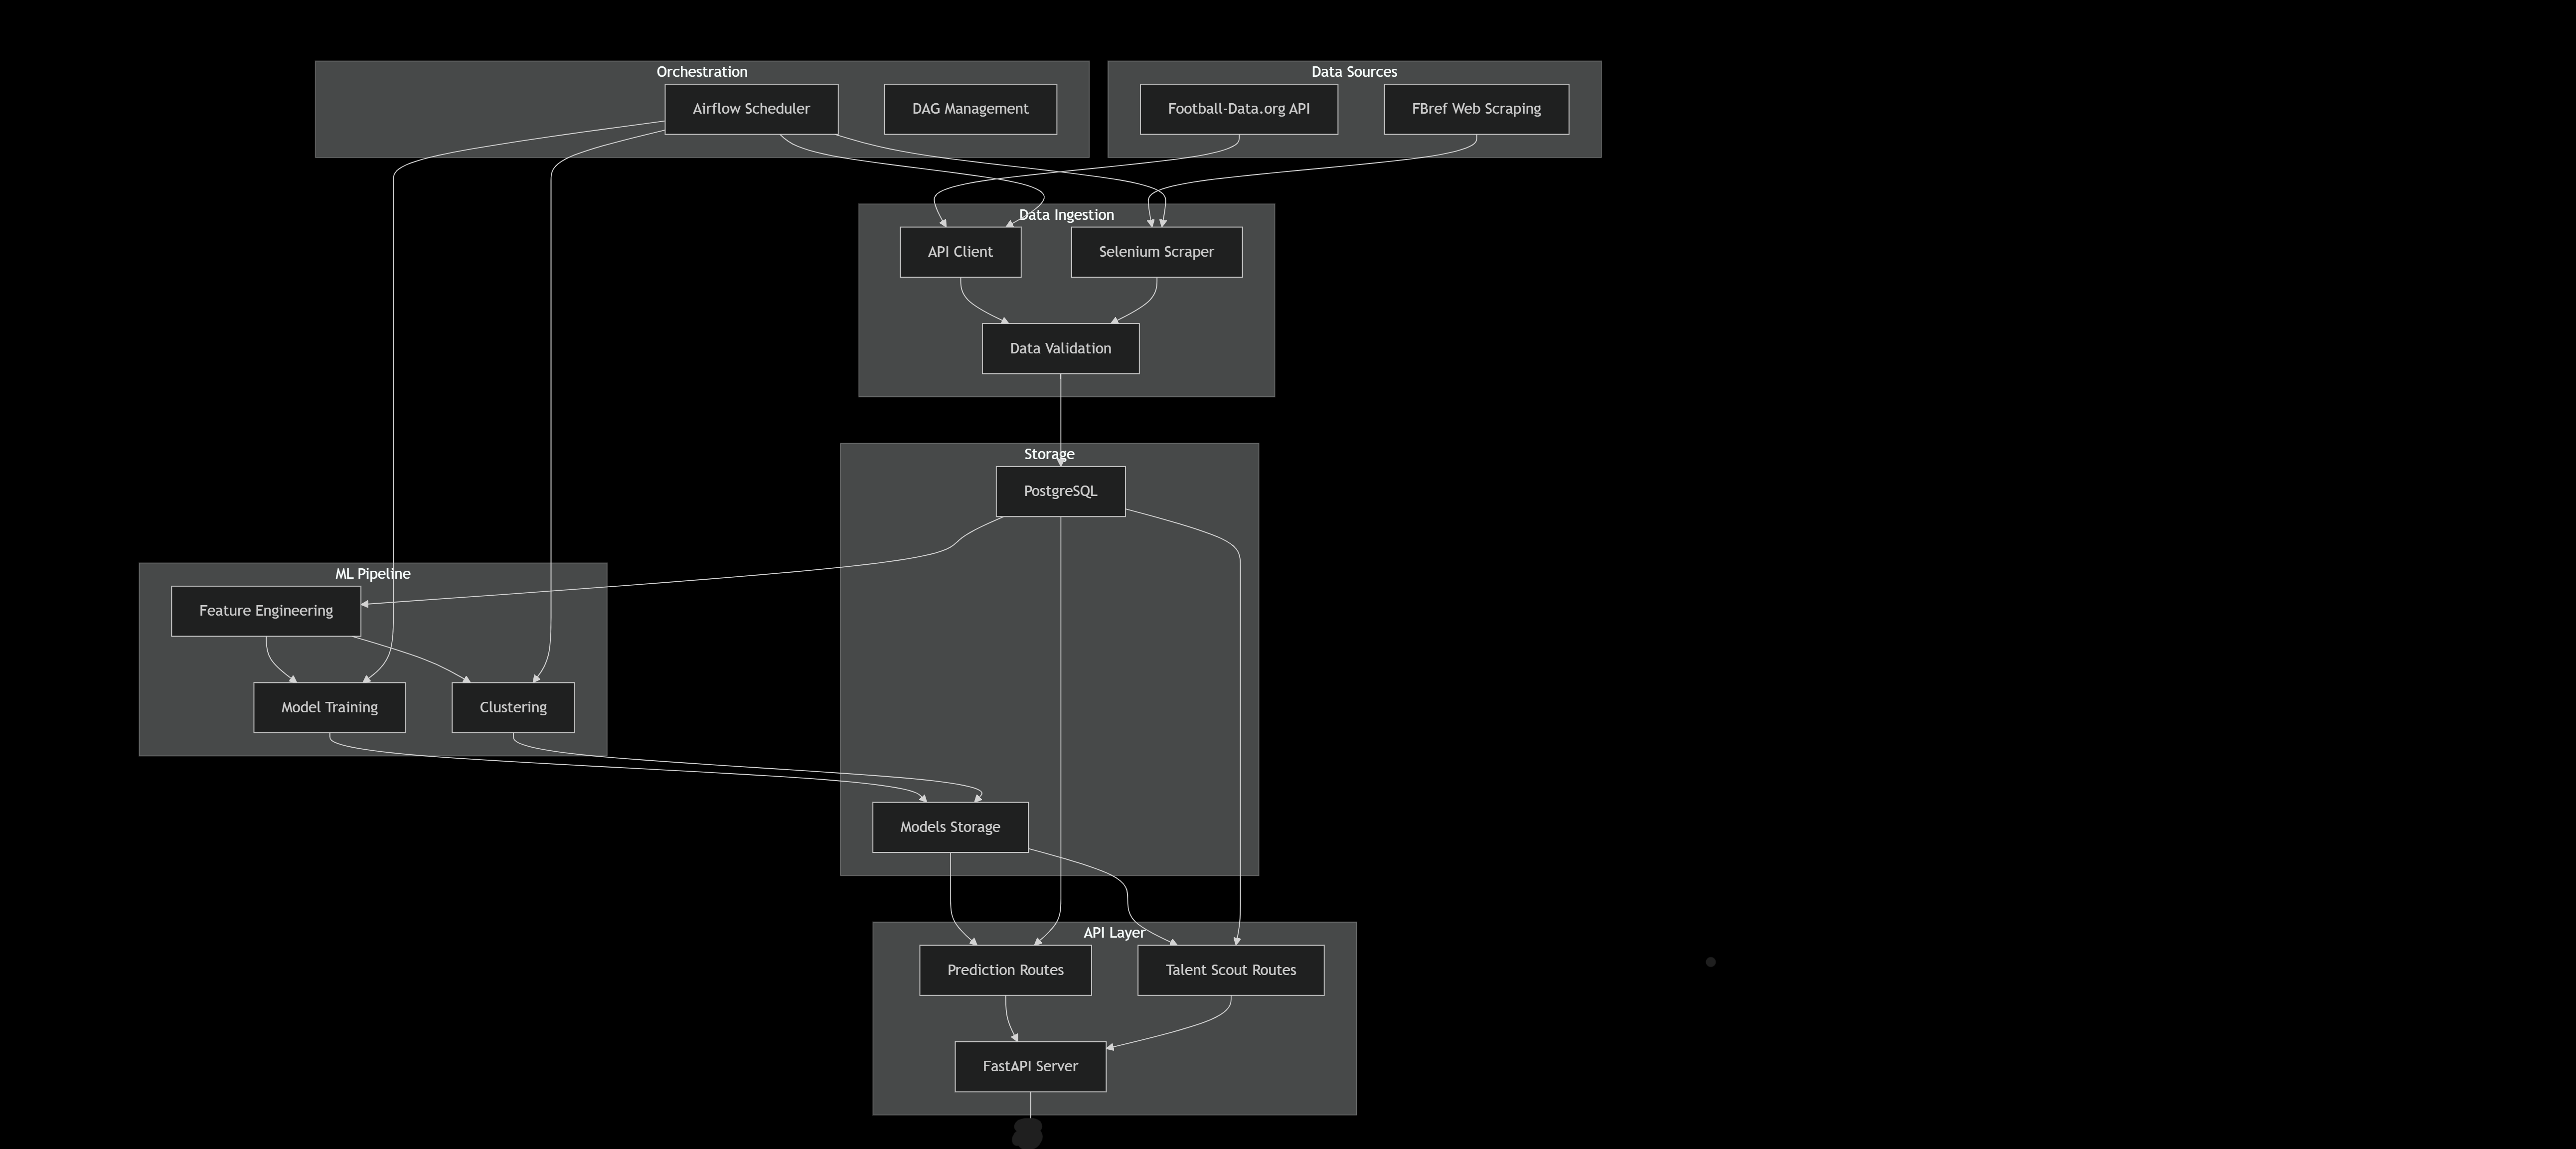 Orchestration
Airflow Scheduler
DAG Management
Data Sources
Football-Data.org API
FBref Web Scraping
Data Ingestion
API Client
Selenium Scraper
Data Validation
Storage
PostgreSQL
ML Pipeline
Feature Engineering
Model Training
Clustering
Models Storage
API Layer
Prediction Routes
Talent Scout Routes
FastAPI Server